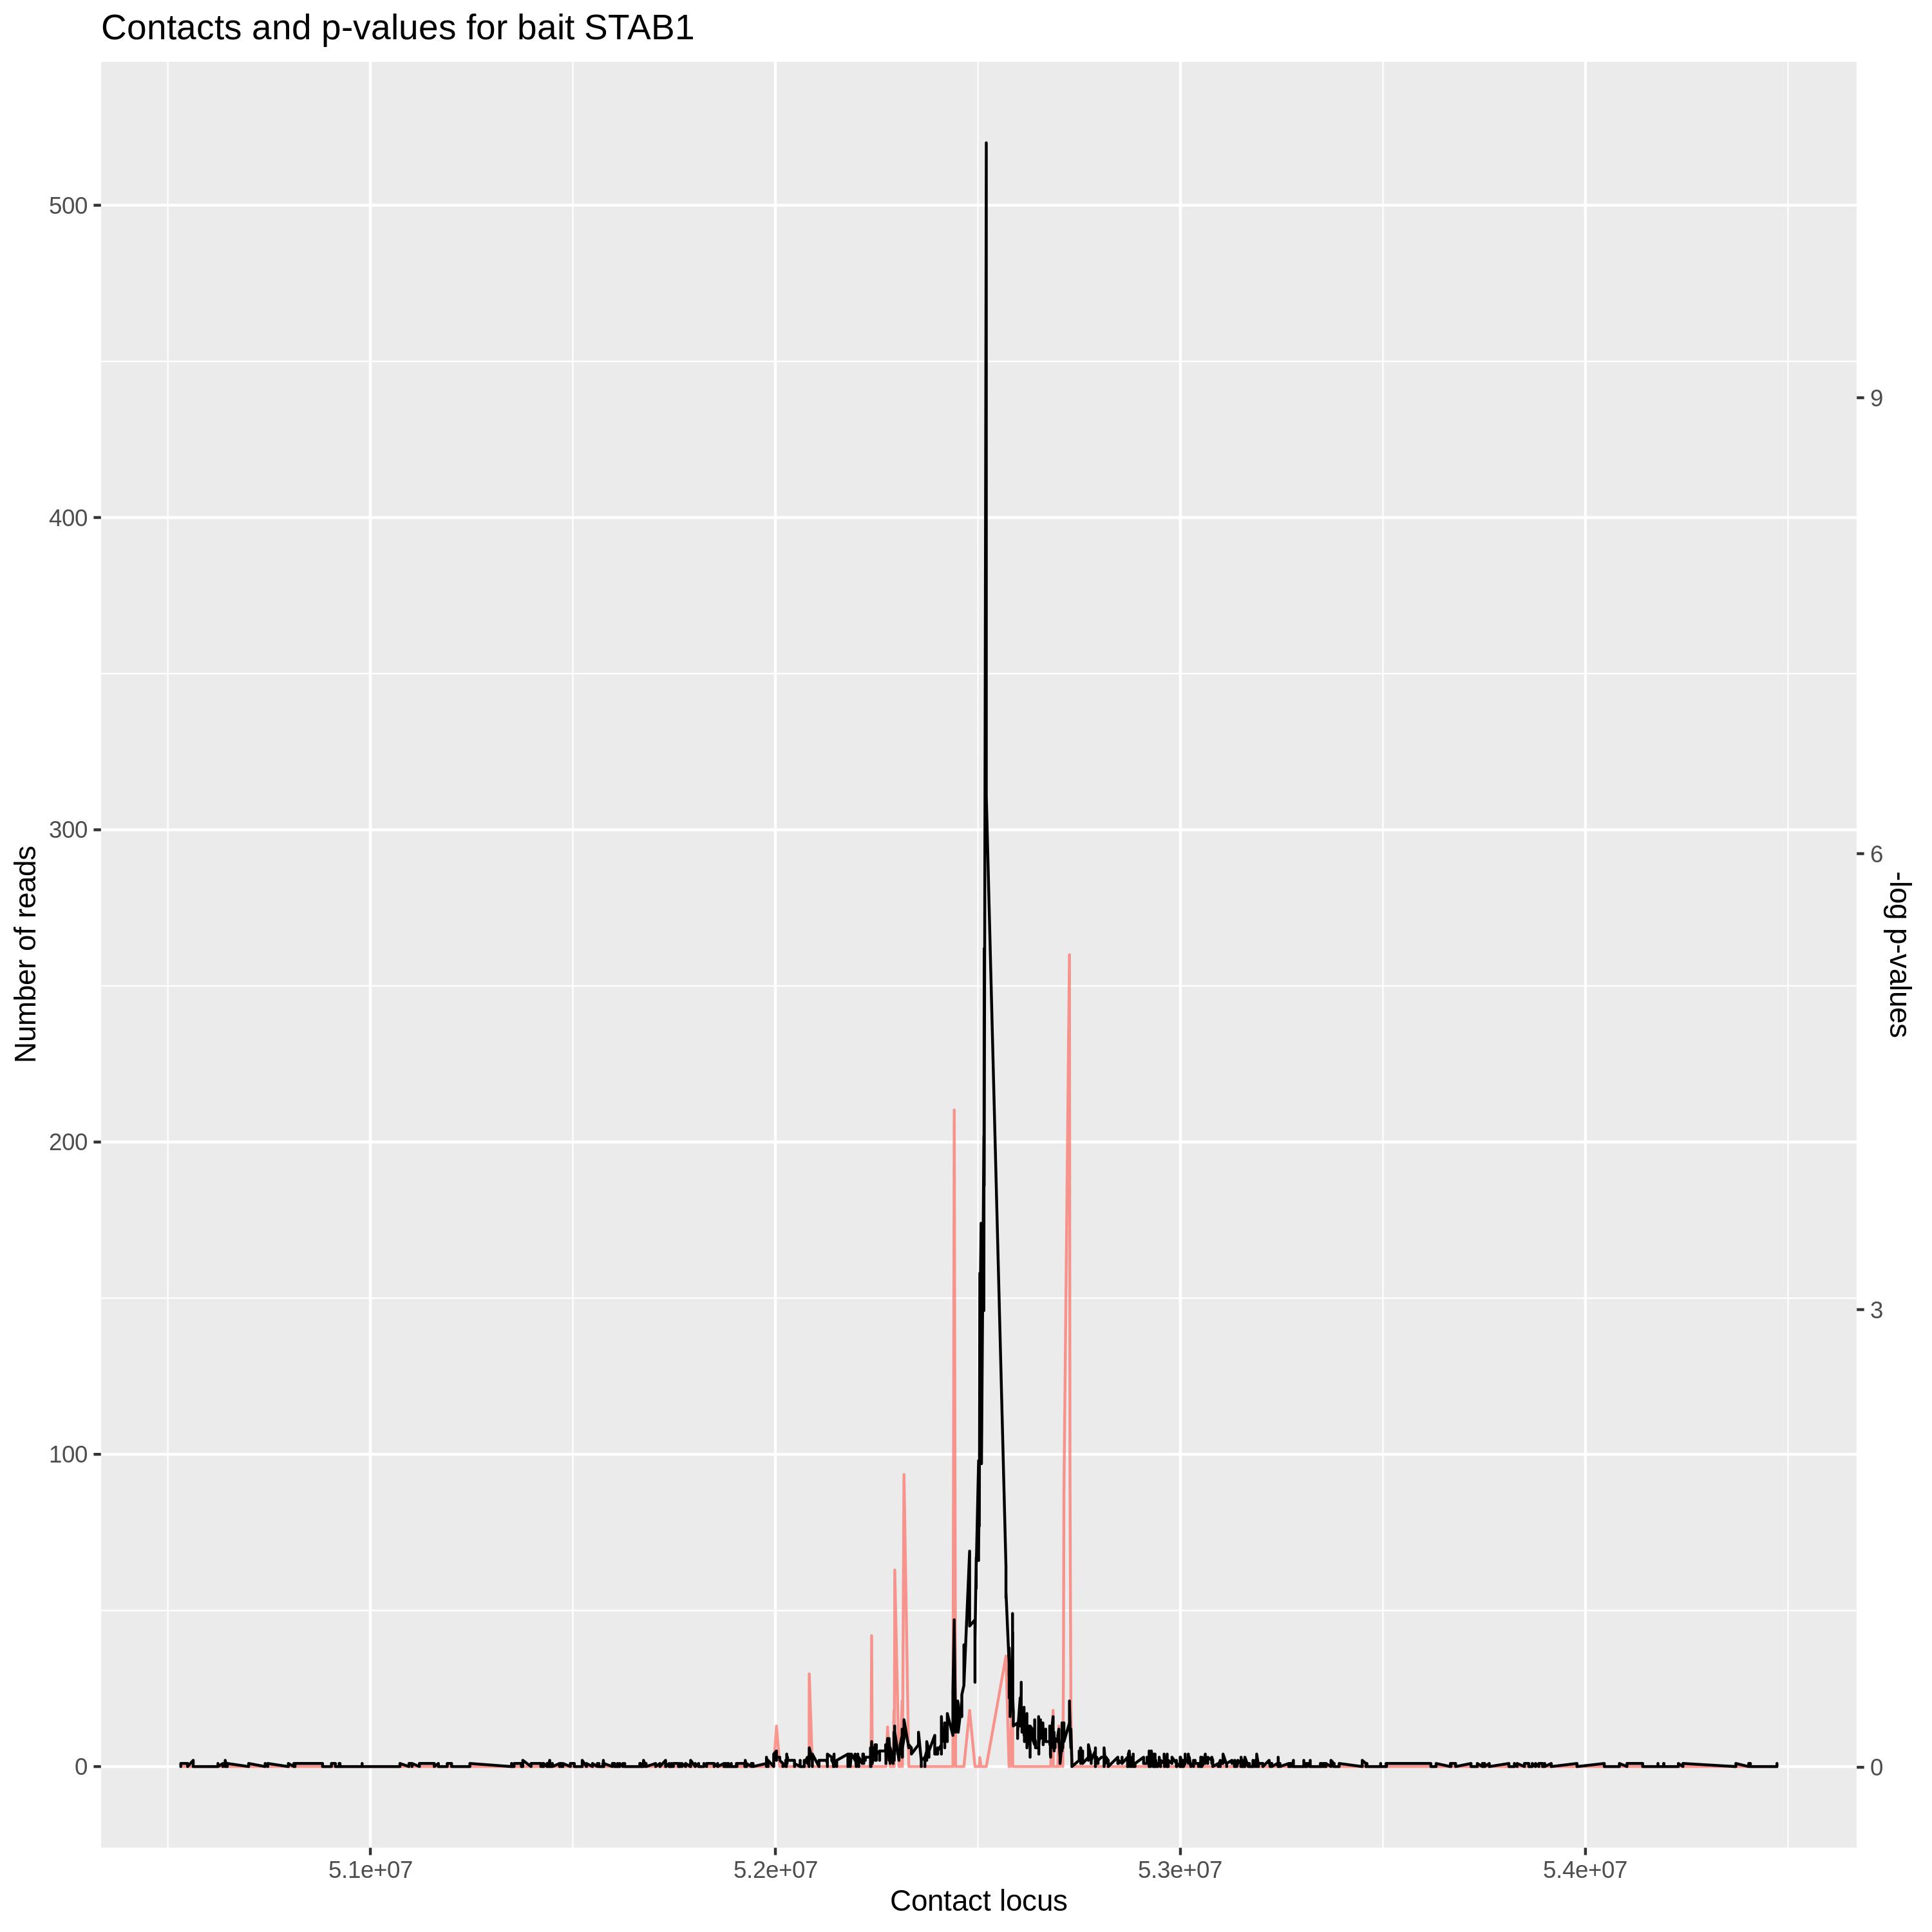 Contacts and p-values for bait STAB1
500
400
300
200
100
0
Number of reads
9
6
3
0
-log p-values
5.1e+07
5.2e+07
5.3e+07
5.4e+07
Contact locus